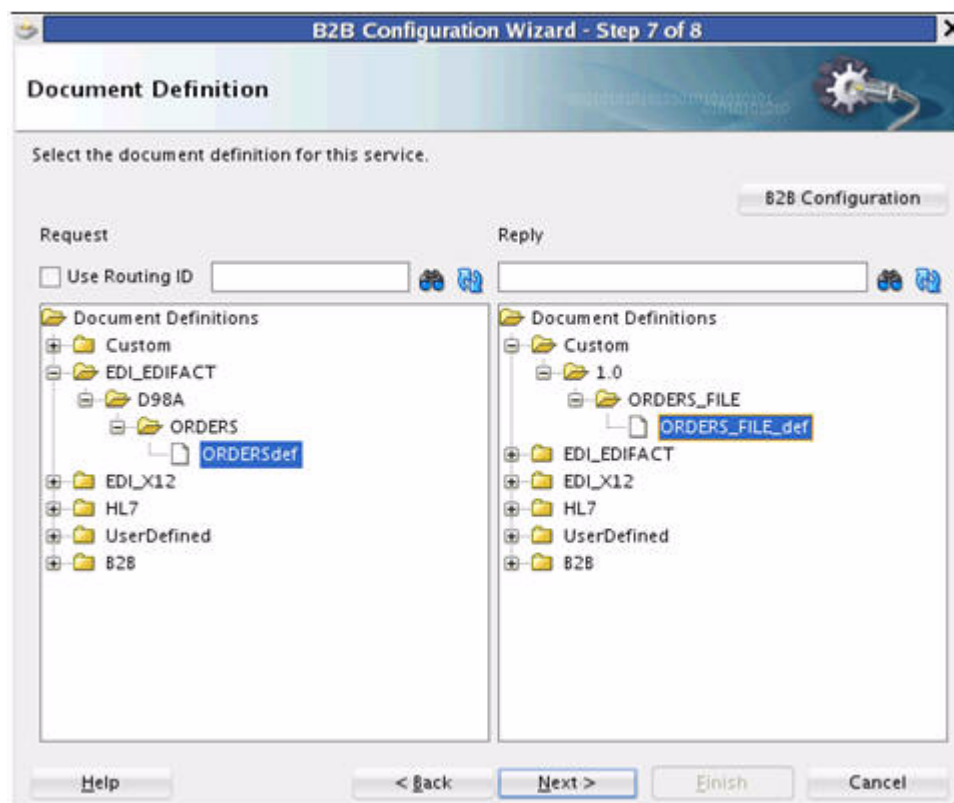 B2B Configuration Wizard - Step 7 of 8
Document Definition
Select the document definition for this service.
B2B Configuration
Request
Reply
Use Routing ID
Document Definitions
Custom
EDI_EDIFACT
D98A
ORDERS
ORDERSdef
EDI_X12
HL7
UserDefined
B2B
Document Definitions
Custom
1.0
ORDERS_FILE
ORDERS_FILE_def
EDI_EDIFACT
EDI_X12
HL7
UserDefined
B2B
Help
< Back
Next >
Finish
Cancel